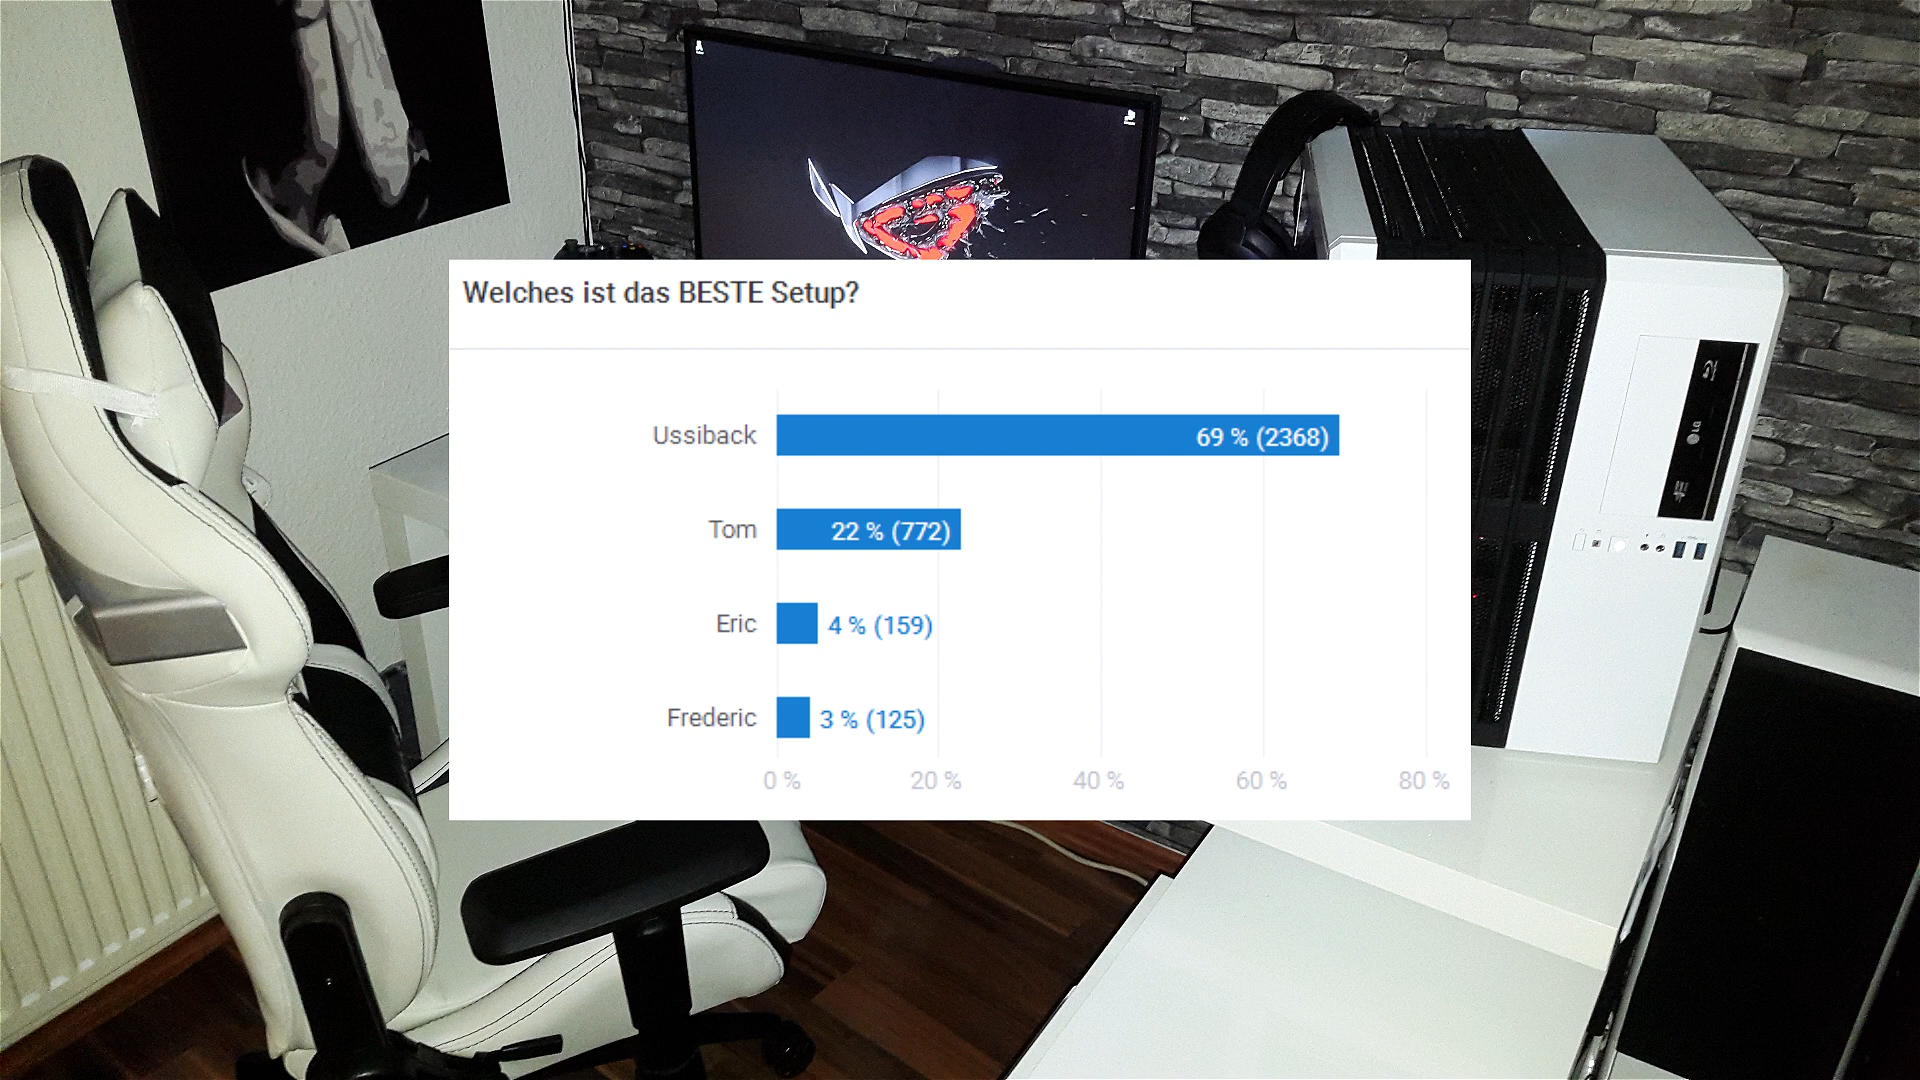 Welches ist das BESTE Setup?
Ussiback 69 % (2368)
Tom 22 % (772)
Eric 4 % (159)
Frederic 3 % (125)
0 % 20 % 40 % 60 % 80 %
LG